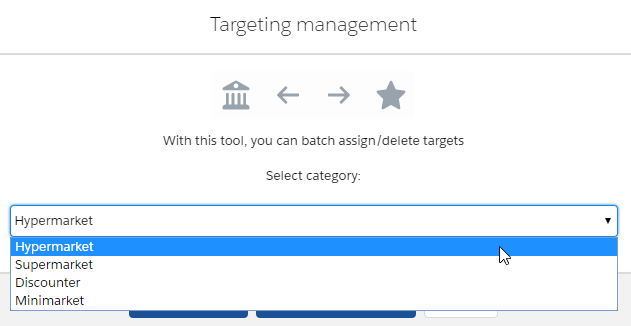 Targeting management
With this tool, you can batch assign/delete targets
Select category:
Hypermarket
Hypermarket
Supermarket
Discounter
Minimarket